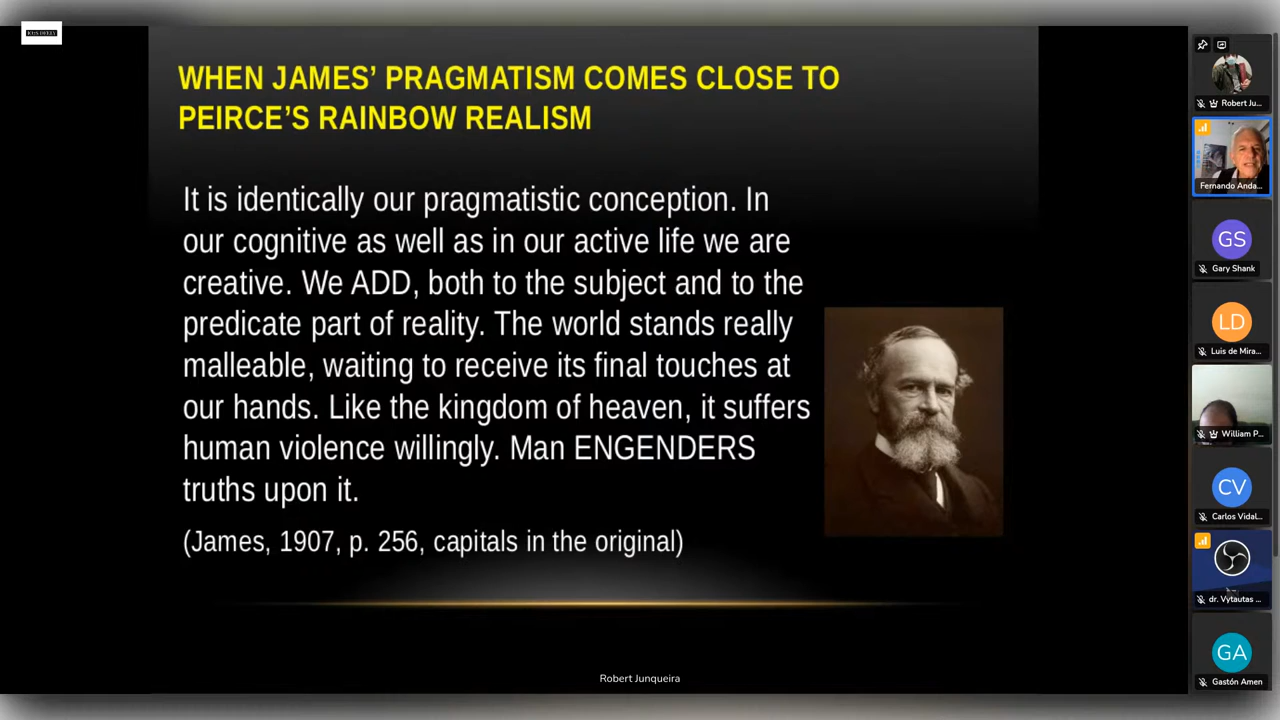 WHEN JAMES’ PRAGMATISM COMES CLOSE TO
PEIRCE’S RAINBOW REALISM
It is identically our pragmatistic conception. In
our cognitive as well as in our active life we are
creative. We ADD, both to the subject and to the
predicate part of reality. The world stands really
malleable, waiting to receive its final touches at
our hands. Like the kingdom of heaven, it suffers
human violence willingly. Man ENGENDERS
truths upon it.
(James, 1907, p. 256, capitals in the original)
Robert Junqueira
Robert Ju...
Fernando Anda...
GS
Gary Shank
LD
Luis de Mira...
William P...
CV
Carlos Vidal...
dr. Vytautas ...
GA
Gastón Amen